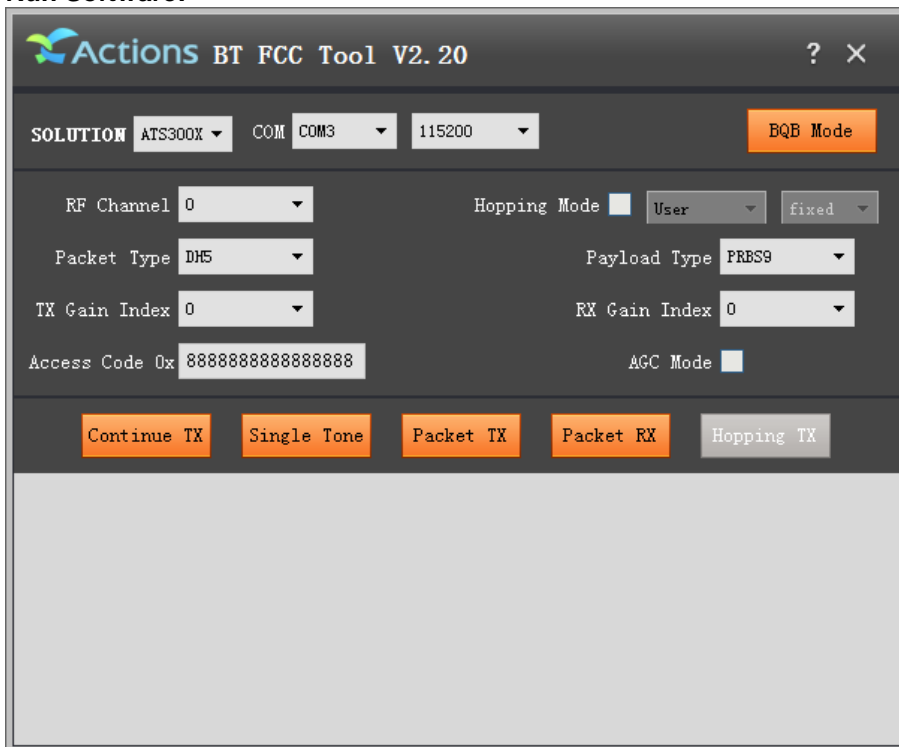 Run Software:
Actions BT FCC Tool V2.20 ? ×
SOLUTION ATS300X COM COM3 115200 BQB Mode
RF Channel 0 Hopping Mode User fixed
Packet Type DH5 Payload Type PRBS9
TX Gain Index 0 RX Gain Index 0
Access Code 0x 8888888888888888 AGC Mode
Continue TX Single Tone Packet TX Packet RX Hopping TX